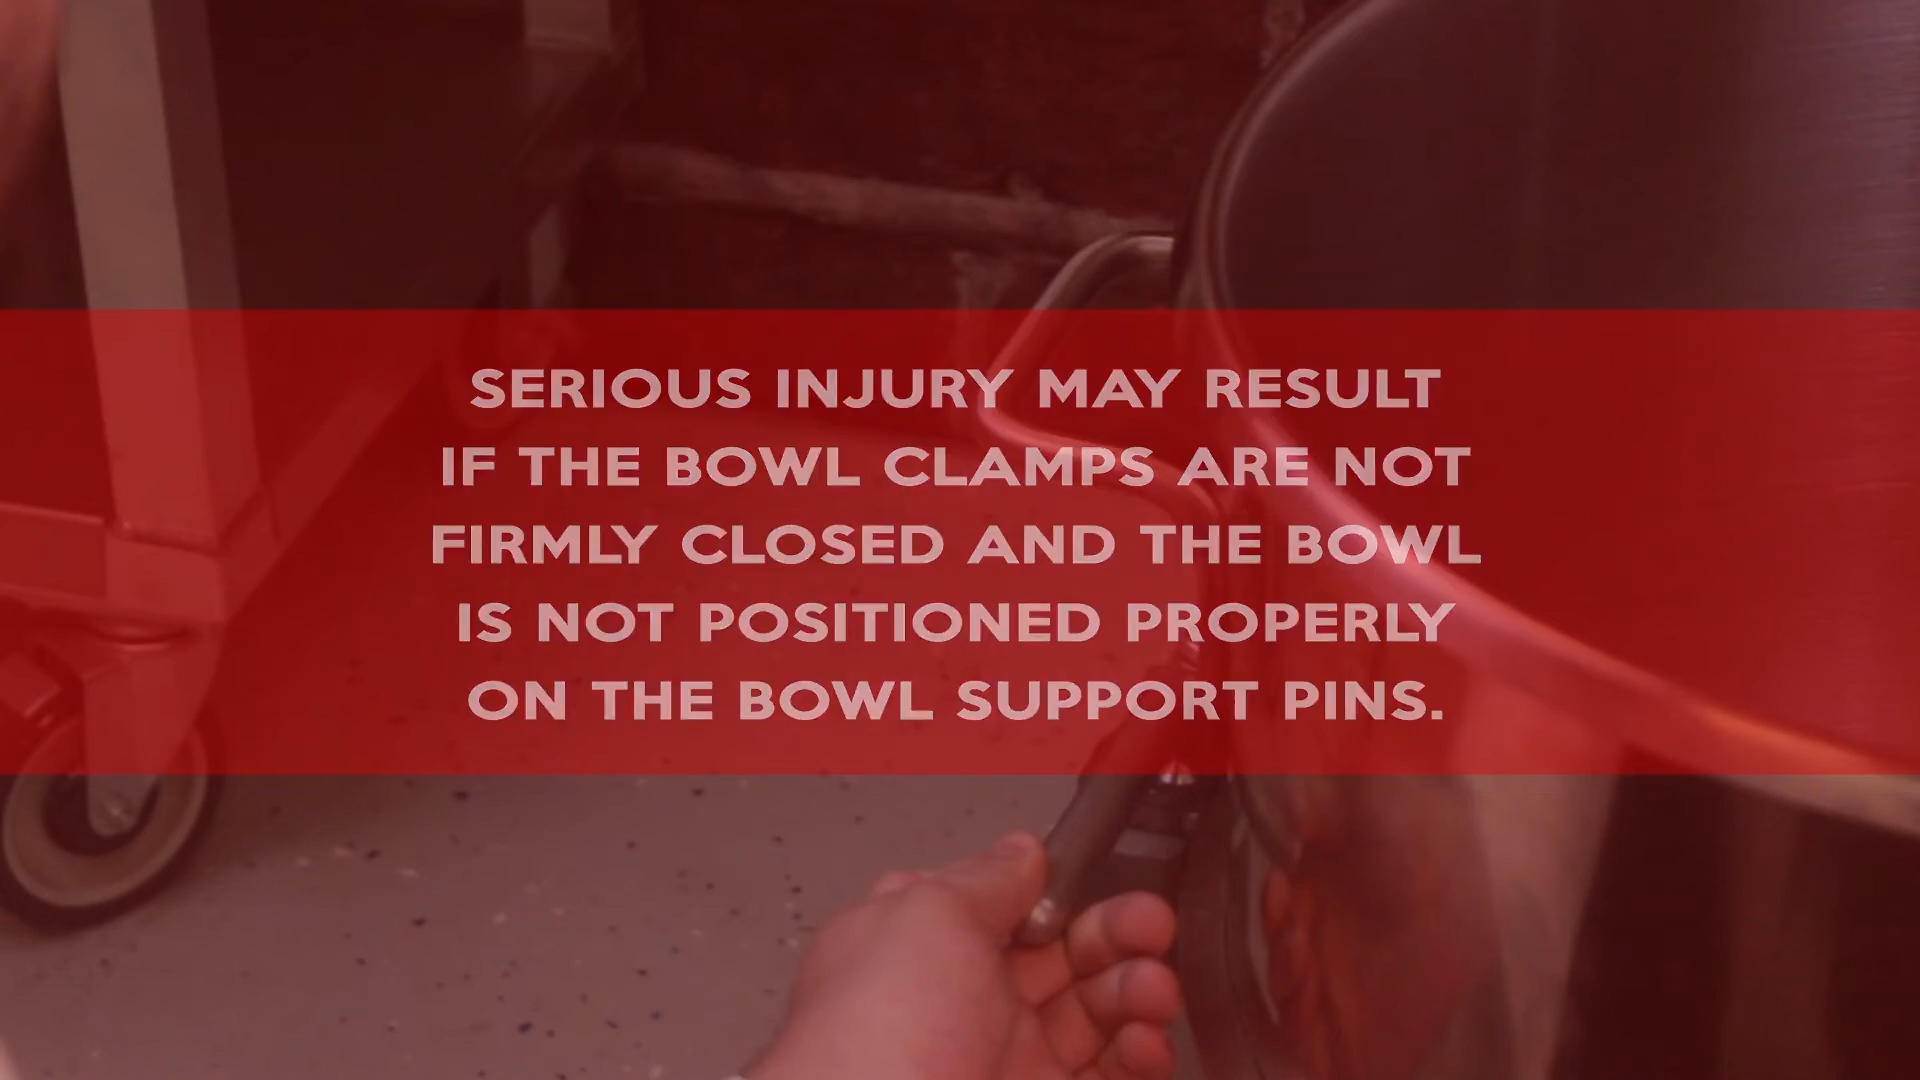 SERIOUS INJURY MAY RESULT
IF THE BOWL CLAMPS ARE NOT
FIRMLY CLOSED AND THE BOWL
IS NOT POSITIONED PROPERLY
ON THE BOWL SUPPORT PINS.